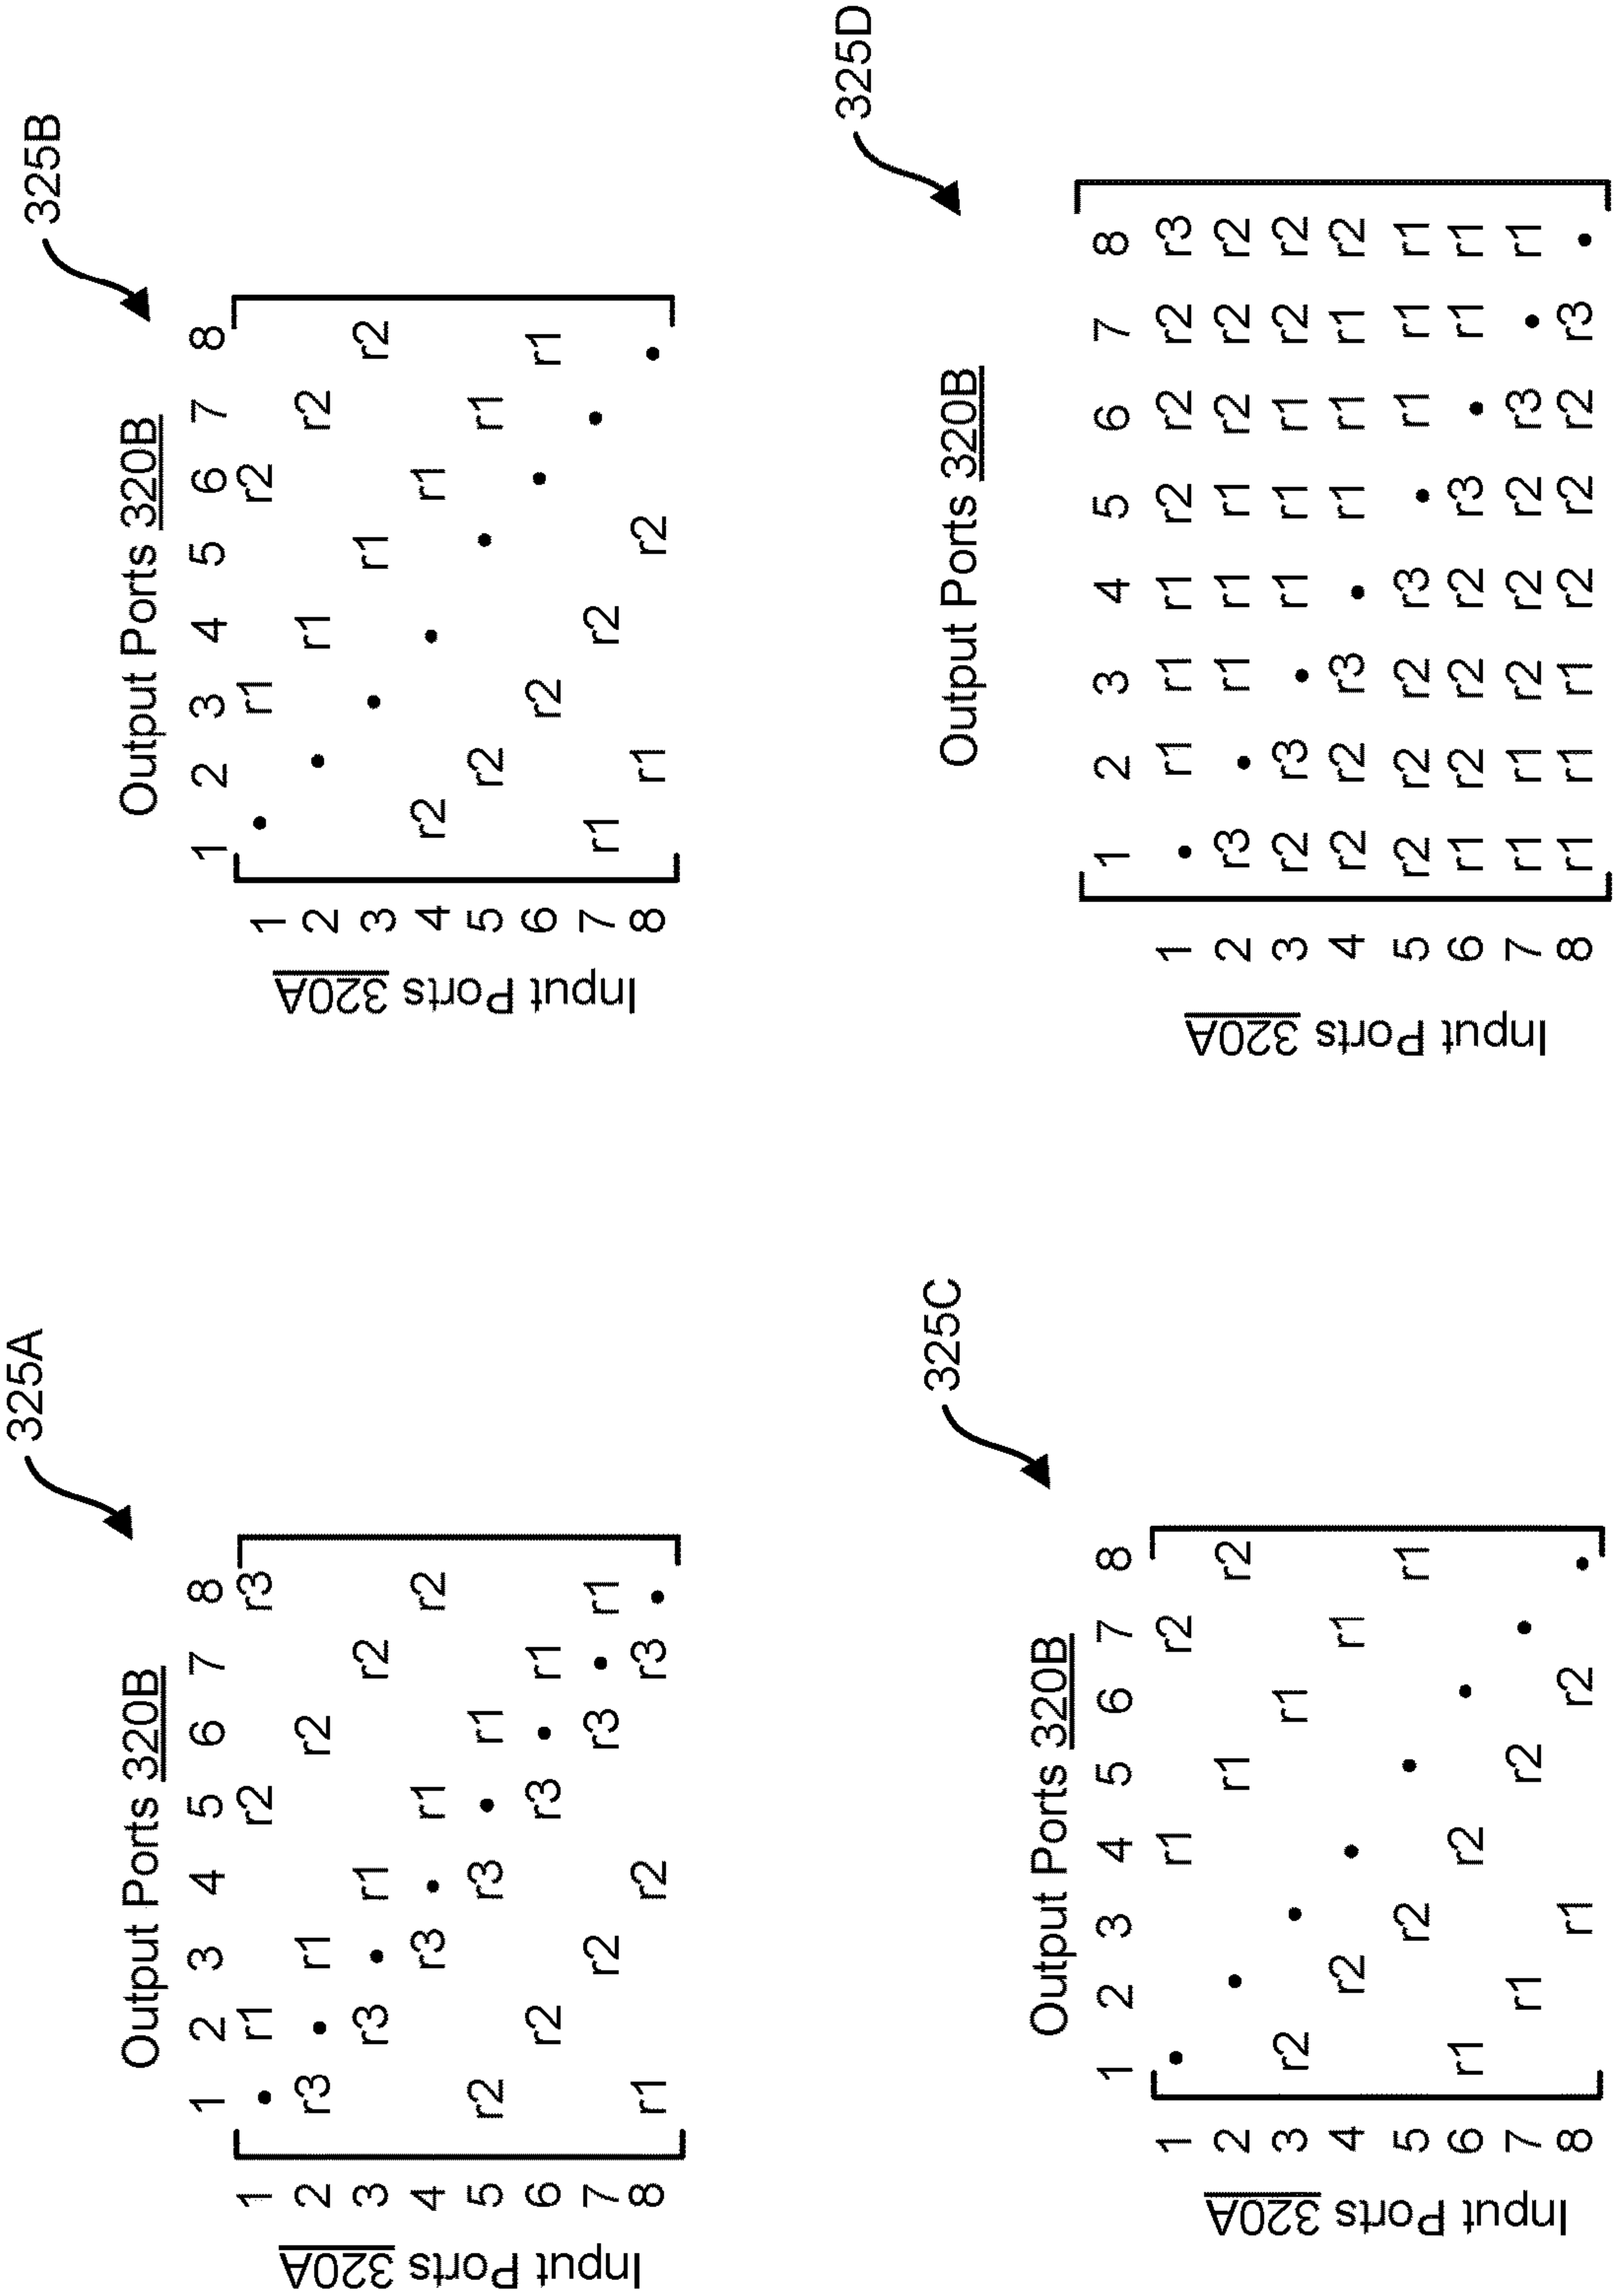 325A
Output Ports 320B
1 2 3 4 5 6 7 8
Input Ports 320A
1 • r1 r2 r3
2 r3 • r1 r2
3 r3 • r1 r2
4 r3 • r1 r2
5 r2 r3 • r1
6 r2 r3 • r1
7 r2 r3 • r1
8 r1 r2 r3 •
325B
Output Ports 320B
1 2 3 4 5 6 7 8
Input Ports 320A
1 • r1 r2
2 • r1 r2
3 • r1 r2
4 r2 • r1
5 r2 • r1
6 r2 • r1
7 r1 r2 •
8 r1 r2 •
325C
Output Ports 320B
1 2 3 4 5 6 7 8
Input Ports 320A
1 • r1 r2
2 • r1 r2
3 r2 • r1
4 r2 • r1
5 r2 • r1
6 r1 r2 •
7 r1 r2 •
8 r1 r2 •
325D
Output Ports 320B
1 2 3 4 5 6 7 8
Input Ports 320A
1 • r1 r1 r1 r2 r2 r2 r3
2 r3 • r1 r1 r1 r2 r2 r2
3 r2 r3 • r1 r1 r1 r2 r2
4 r2 r2 r3 • r1 r1 r1 r2
5 r2 r2 r2 r3 • r1 r1 r1
6 r1 r2 r2 r2 r3 • r1 r1
7 r1 r1 r2 r2 r2 r3 • r1
8 r1 r1 r1 r2 r2 r2 r3 •